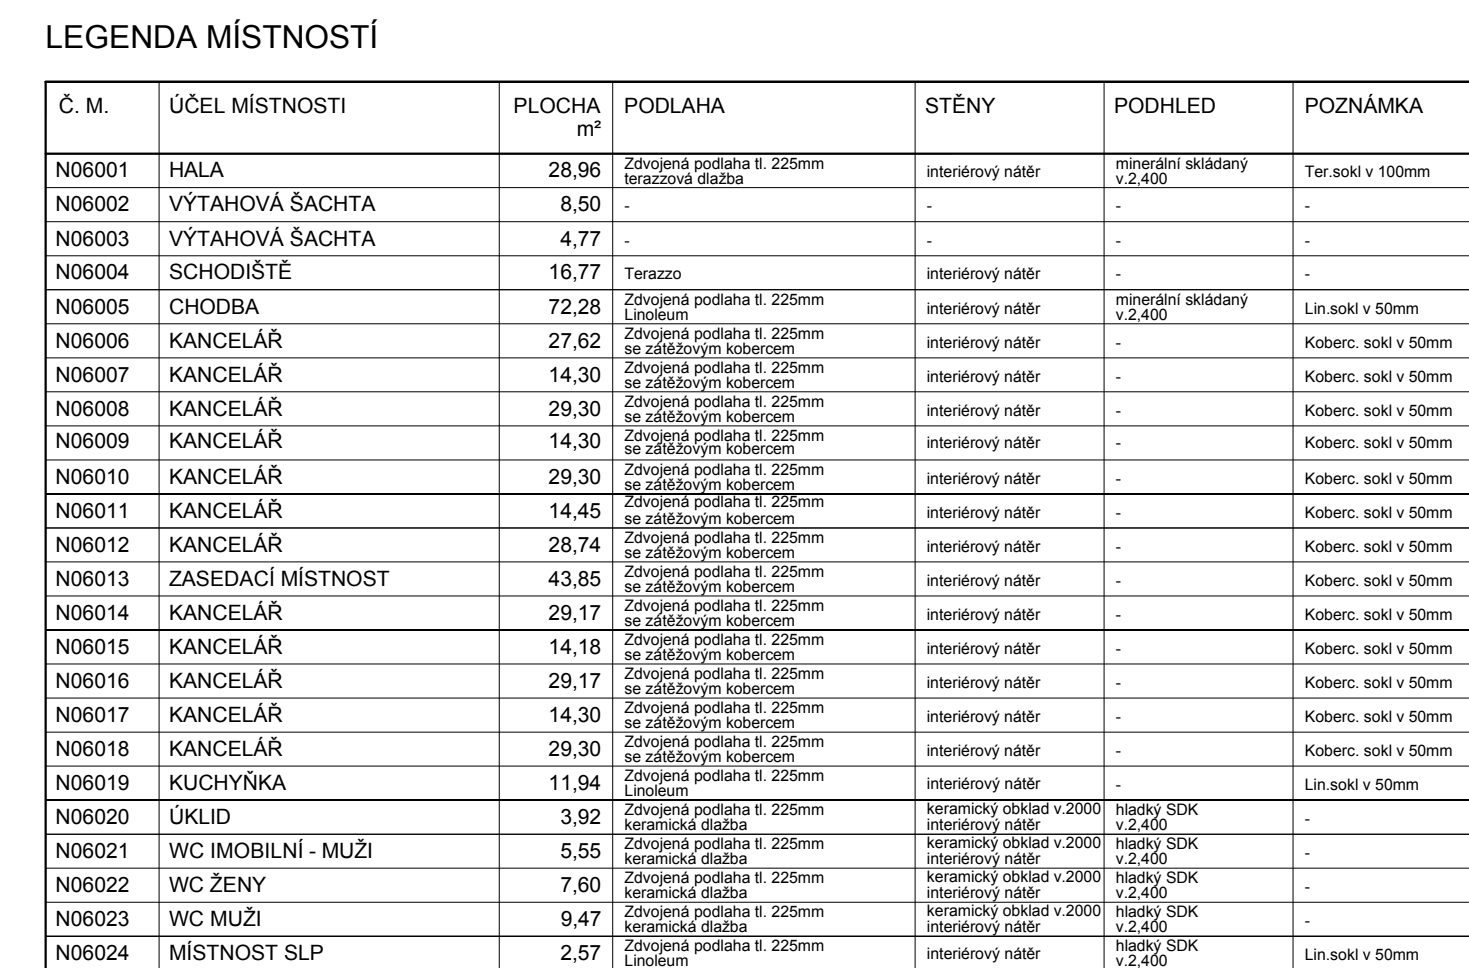 LEGENDA MÍSTNOSTÍ
Č. M. ÚČEL MÍSTNOSTI PLOCHA PODLAHA STĚNY PODHLED POZNÁMKA
m²
N06001 HALA 28,96 Zdvojená podlaha tl. 225mm terazzová dlažba interiérový nátěr minerální skládaný v.2,400 Ter.sokl v 100mm
N06002 VÝTAHOVÁ ŠACHTA 8,50 - - - -
N06003 VÝTAHOVÁ ŠACHTA 4,77 - - - -
N06004 SCHODIŠTĚ 16,77 Terazzo interiérový nátěr - -
N06005 CHODBA 72,28 Zdvojená podlaha tl. 225mm Linoleum interiérový nátěr minerální skládaný v.2,400 Lin.sokl v 50mm
N06006 KANCELÁŘ 27,62 Zdvojená podlaha tl. 225mm se zátěžovým kobercem interiérový nátěr - Koberc. sokl v 50mm
N06007 KANCELÁŘ 14,30 Zdvojená podlaha tl. 225mm se zátěžovým kobercem interiérový nátěr - Koberc. sokl v 50mm
N06008 KANCELÁŘ 29,30 Zdvojená podlaha tl. 225mm se zátěžovým kobercem interiérový nátěr - Koberc. sokl v 50mm
N06009 KANCELÁŘ 14,30 Zdvojená podlaha tl. 225mm se zátěžovým kobercem interiérový nátěr - Koberc. sokl v 50mm
N06010 KANCELÁŘ 29,30 Zdvojená podlaha tl. 225mm se zátěžovým kobercem interiérový nátěr - Koberc. sokl v 50mm
N06011 KANCELÁŘ 14,45 Zdvojená podlaha tl. 225mm se zátěžovým kobercem interiérový nátěr - Koberc. sokl v 50mm
N06012 KANCELÁŘ 28,74 Zdvojená podlaha tl. 225mm se zátěžovým kobercem interiérový nátěr - Koberc. sokl v 50mm
N06013 ZASEDACÍ MÍSTNOST 43,85 Zdvojená podlaha tl. 225mm se zátěžovým kobercem interiérový nátěr - Koberc. sokl v 50mm
N06014 KANCELÁŘ 29,17 Zdvojená podlaha tl. 225mm se zátěžovým kobercem interiérový nátěr - Koberc. sokl v 50mm
N06015 KANCELÁŘ 14,18 Zdvojená podlaha tl. 225mm se zátěžovým kobercem interiérový nátěr - Koberc. sokl v 50mm
N06016 KANCELÁŘ 29,17 Zdvojená podlaha tl. 225mm se zátěžovým kobercem interiérový nátěr - Koberc. sokl v 50mm
N06017 KANCELÁŘ 14,30 Zdvojená podlaha tl. 225mm se zátěžovým kobercem interiérový nátěr - Koberc. sokl v 50mm
N06018 KANCELÁŘ 29,30 Zdvojená podlaha tl. 225mm se zátěžovým kobercem interiérový nátěr - Koberc. sokl v 50mm
N06019 KUCHYŇKA 11,94 Zdvojená podlaha tl. 225mm Linoleum interiérový nátěr - Lin.sokl v 50mm
N06020 ÚKLID 3,92 Zdvojená podlaha tl. 225mm keramická dlažba keramický obklad v.2000 interiérový nátěr hladký SDK v.2,400 -
N06021 WC IMOBILNÍ - MUŽI 5,55 Zdvojená podlaha tl. 225mm keramická dlažba keramický obklad v.2000 interiérový nátěr hladký SDK v.2,400 -
N06022 WC ŽENY 7,60 Zdvojená podlaha tl. 225mm keramická dlažba keramický obklad v.2000 interiérový nátěr hladký SDK v.2,400 -
N06023 WC MUŽI 9,47 Zdvojená podlaha tl. 225mm keramická dlažba keramický obklad v.2000 interiérový nátěr hladký SDK v.2,400 -
N06024 MÍSTNOST SLP 2,57 Zdvojená podlaha tl. 225mm Linoleum interiérový nátěr hladký SDK v.2,400 Lin.sokl v 50mm